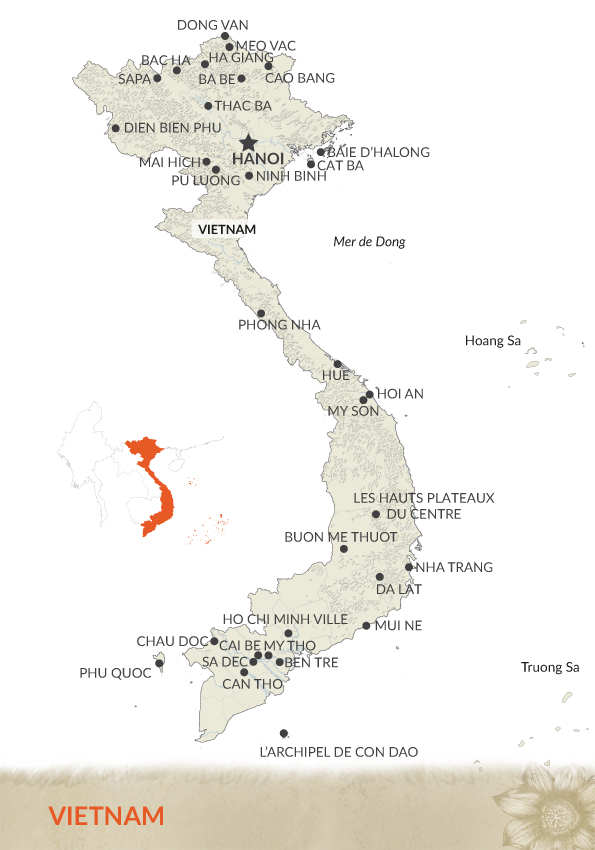 DONG VAN
MEO VAC
BAC HA
HA GIANG
SAPA
BA BE
CAO BANG
THAC BA
DIEN BIEN PHU
HANOI
BAIE D'HALONG
MAI HICH
CAT BA
PU LUONG
NINH BINH
VIETNAM
Mer de Dong
PHONG NHA
Hoang Sa
HUE
HOI AN
MY SON
LES HAUTS PLATEAUX
DU CENTRE
BUON ME THUOT
NHA TRANG
DA LAT
HO CHI MINH VILLE
MUI NE
CHAU DOC
CAI BE
MY THO
SA DEC
BEN TRE
PHU QUOC
CAN THO
Truong Sa
L'ARCHIPEL DE CON DAO
VIETNAM